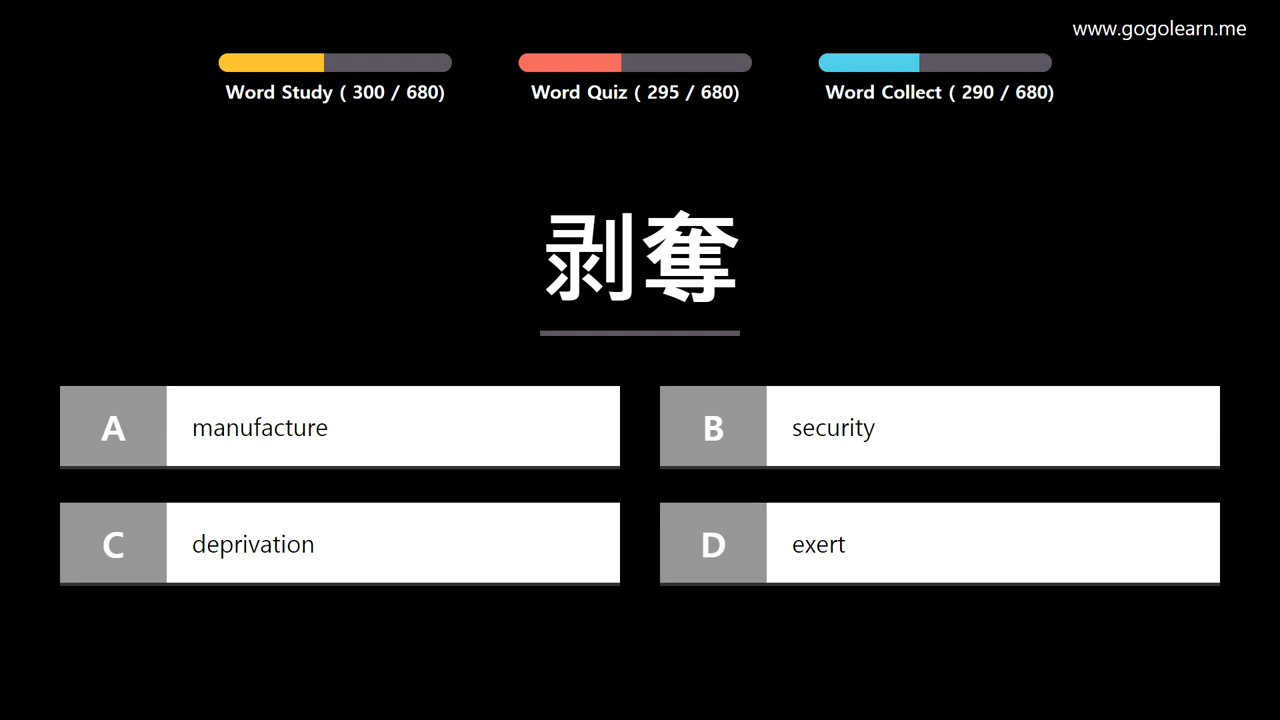 www.gogolearn.me
Word Study ( 300 / 680)
Word Quiz ( 295 / 680)
Word Collect ( 290 / 680)
剥奪
A manufacture
B security
C deprivation
D exert